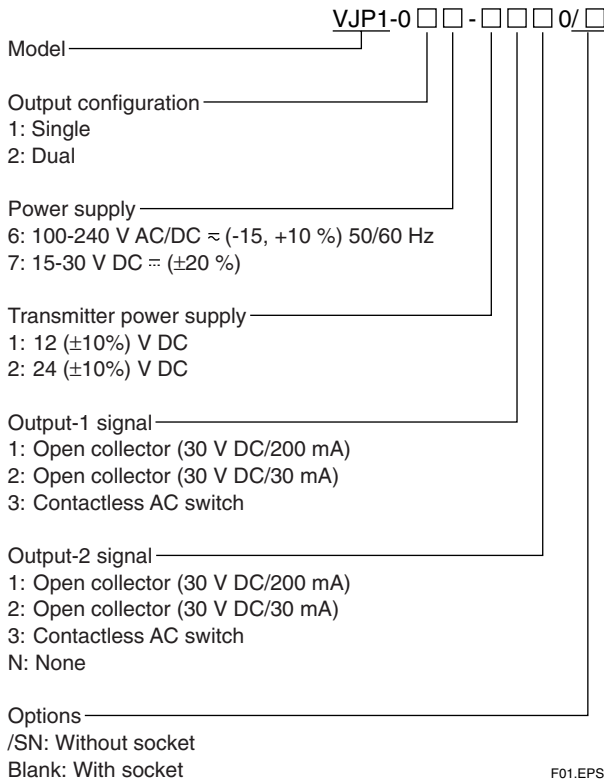 VJP1-0 □ □ - □ □ □ 0/ □
Model
Output configuration
1: Single
2: Dual
Power supply
6: 100-240 V AC/DC ≂ (-15, +10 %) 50/60 Hz
7: 15-30 V DC ⎓ (±20 %)
Transmitter power supply
1: 12 (±10%) V DC
2: 24 (±10%) V DC
Output-1 signal
1: Open collector (30 V DC/200 mA)
2: Open collector (30 V DC/30 mA)
3: Contactless AC switch
Output-2 signal
1: Open collector (30 V DC/200 mA)
2: Open collector (30 V DC/30 mA)
3: Contactless AC switch
N: None
Options
/SN: Without socket
Blank: With socket
F01.EPS